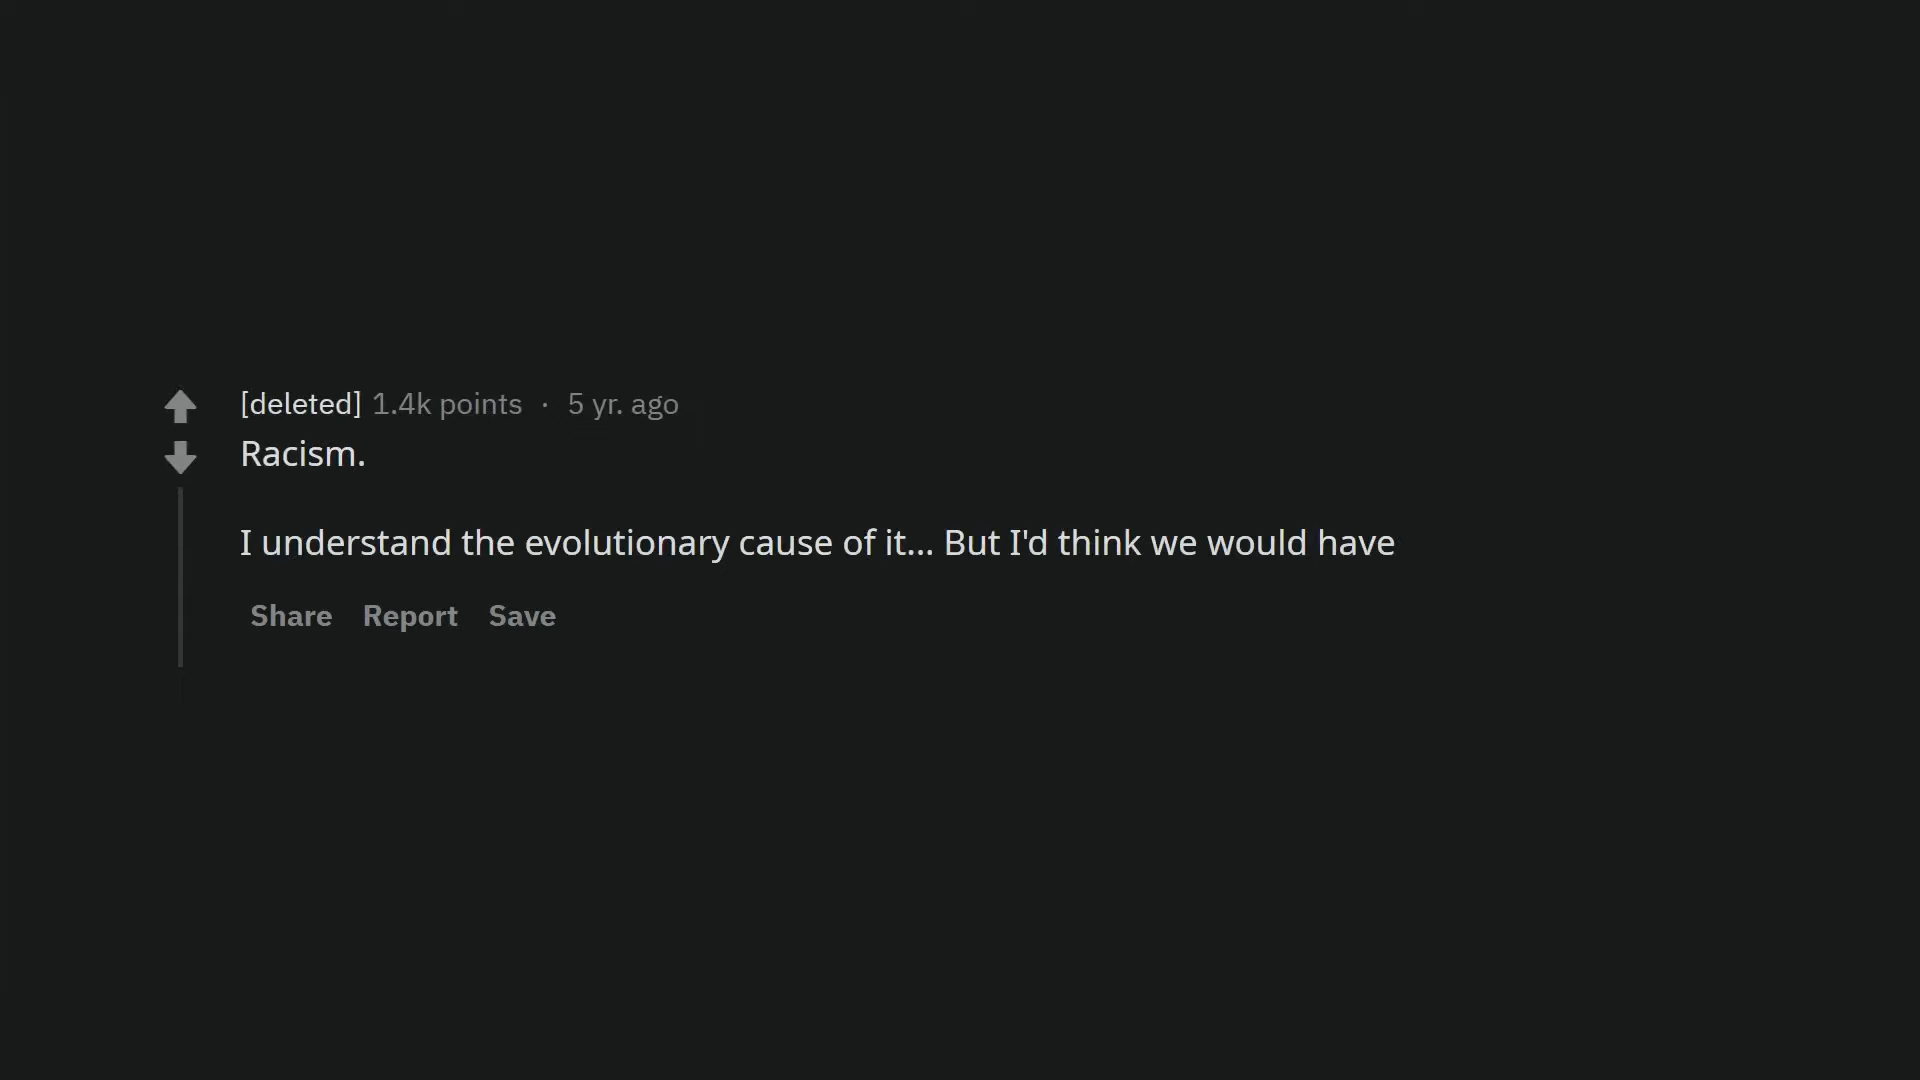 [deleted] 1.4k points · 5 yr. ago
Racism.
I understand the evolutionary cause of it... But I'd think we would have
Share Report Save